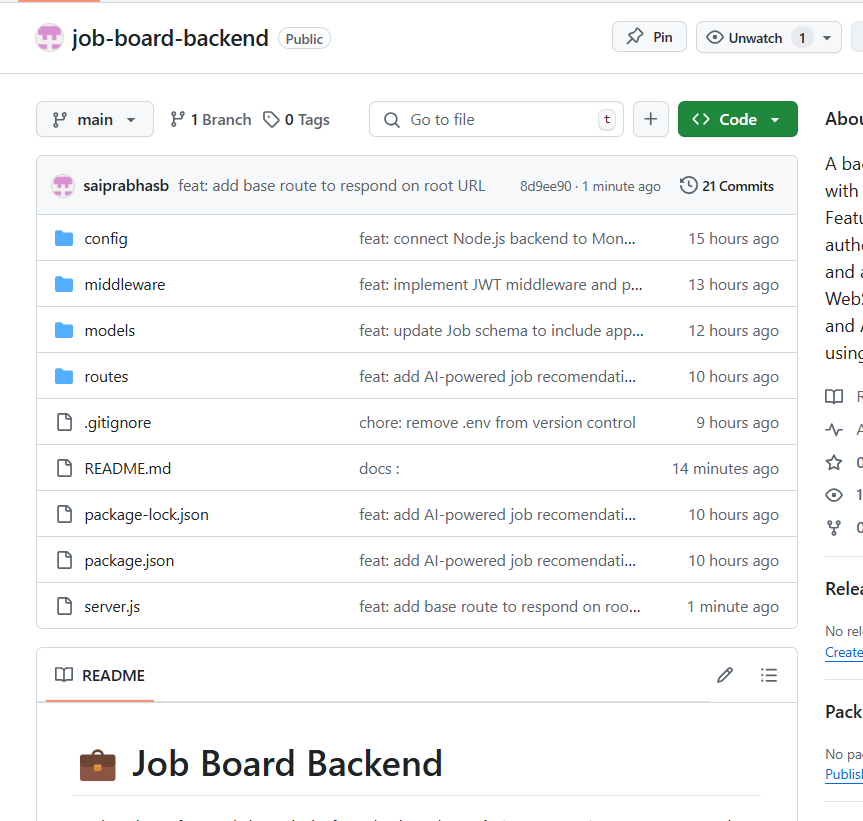 job-board-backend Public Pin Unwatch 1
main 1 Branch 0 Tags Go to file t Code
saiprabhasb feat: add base route to respond on root URL 8d9ee90 · 1 minute ago 21 Commits
config feat: connect Node.js backend to Mon... 15 hours ago
middleware feat: implement JWT middleware and p... 13 hours ago
models feat: update Job schema to include app... 12 hours ago
routes feat: add AI-powered job recomendati... 10 hours ago
.gitignore chore: remove .env from version control 9 hours ago
README.md docs : 14 minutes ago
package-lock.json feat: add AI-powered job recomendati... 10 hours ago
package.json feat: add AI-powered job recomendati... 10 hours ago
server.js feat: add base route to respond on roo... 1 minute ago
README
Job Board Backend
Abou
A ba
with
Featu
authe
and a
WebS
and A
using
R
A
0
1
0
Relea
No rel
Create
Pack
No pa
Publis